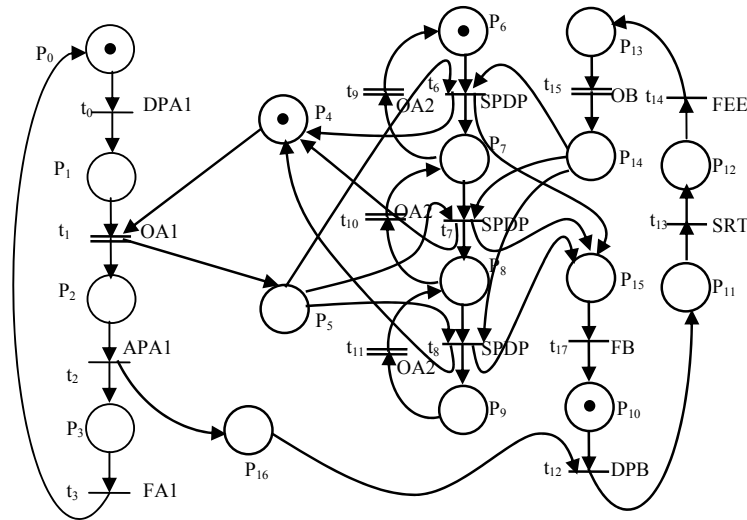 P0
t0 DPA1
P1
t1 OA1
P2
t2 APA1
P3
t3 FA1
P4
P5
P16
P6
t9 OA2
t6 SPDP
P7
t10 OA2
t7 SPDP
P8
t11 OA2
t8 SPDP
P9
P13
t15 OB
P14
P15
t17 FB
P10
t12 DPB
t14 FEE
P12
t13 SRT
P11